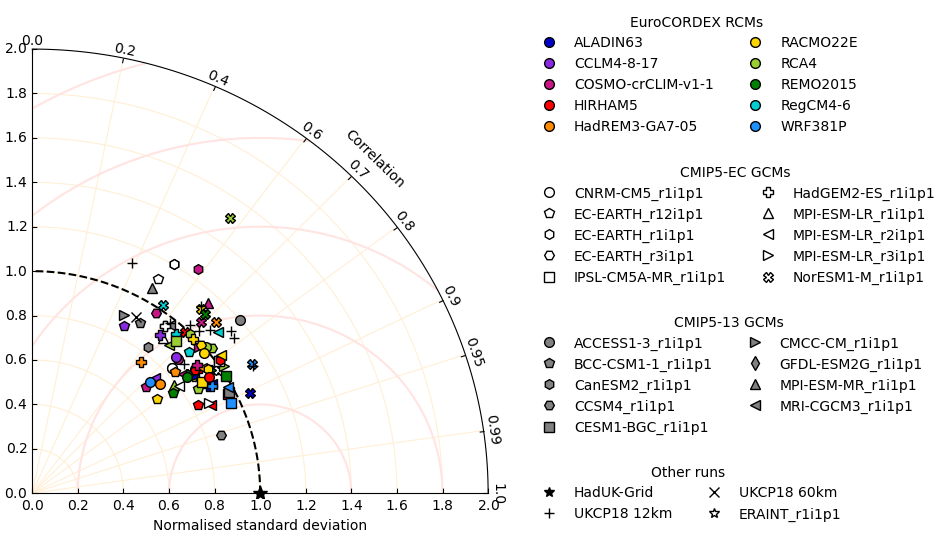 EuroCORDEX RCMs
ALADIN63
RACMO22E
CCLM4-8-17
RCA4
COSMO-crCLIM-v1-1
REMO2015
HIRHAM5
RegCM4-6
HadREM3-GA7-05
WRF381P
CMIP5-EC GCMs
CNRM-CM5_r1i1p1
HadGEM2-ES_r1i1p1
EC-EARTH_r12i1p1
MPI-ESM-LR_r1i1p1
EC-EARTH_r1i1p1
MPI-ESM-LR_r2i1p1
EC-EARTH_r3i1p1
MPI-ESM-LR_r3i1p1
IPSL-CM5A-MR_r1i1p1
NorESM1-M_r1i1p1
CMIP5-13 GCMs
ACCESS1-3_r1i1p1
CMCC-CM_r1i1p1
BCC-CSM1-1_r1i1p1
GFDL-ESM2G_r1i1p1
CanESM2_r1i1p1
MPI-ESM-MR_r1i1p1
CCSM4_r1i1p1
MRI-CGCM3_r1i1p1
CESM1-BGC_r1i1p1
Other runs
HadUK-Grid
UKCP18 60km
UKCP18 12km
ERAINT_r1i1p1
Correlation
0.0
0.2
0.4
0.6
0.7
0.8
0.9
0.95
0.99
1.0
2.0
1.8
1.6
1.4
1.2
1.0
0.8
0.6
0.4
0.2
0.0
0.0 0.2 0.4 0.6 0.8 1.0 1.2 1.4 1.6 1.8 2.0
Normalised standard deviation